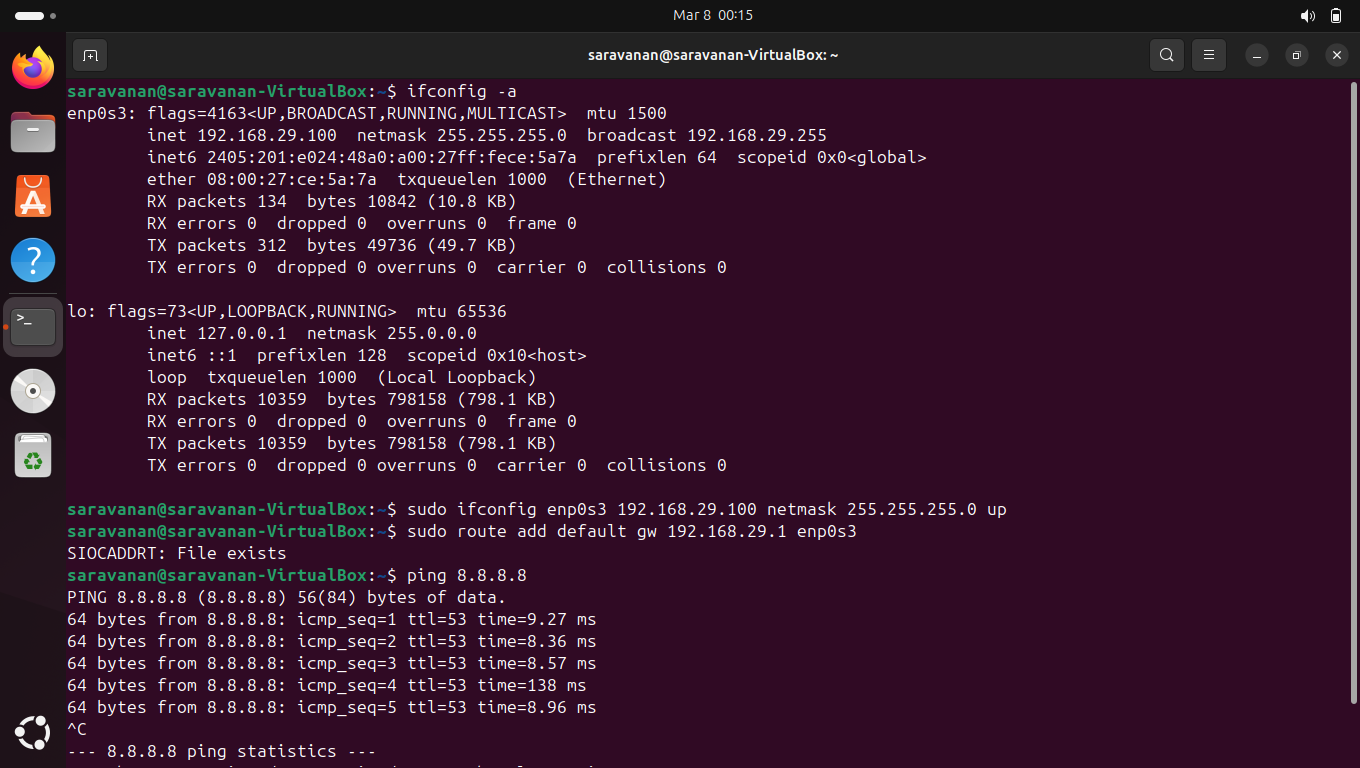 Mar 8 00:15
saravanan@saravanan-VirtualBox: ~
saravanan@saravanan-VirtualBox:~$ ifconfig -a
enp0s3: flags=4163<UP,BROADCAST,RUNNING,MULTICAST>  mtu 1500
        inet 192.168.29.100  netmask 255.255.255.0  broadcast 192.168.29.255
        inet6 2405:201:e024:48a0:a00:27ff:fece:5a7a  prefixlen 64  scopeid 0x0<global>
        ether 08:00:27:ce:5a:7a  txqueuelen 1000  (Ethernet)
        RX packets 134  bytes 10842 (10.8 KB)
        RX errors 0  dropped 0  overruns 0  frame 0
        TX packets 312  bytes 49736 (49.7 KB)
        TX errors 0  dropped 0 overruns 0  carrier 0  collisions 0
lo: flags=73<UP,LOOPBACK,RUNNING>  mtu 65536
        inet 127.0.0.1  netmask 255.0.0.0
        inet6 ::1  prefixlen 128  scopeid 0x10<host>
        loop  txqueuelen 1000  (Local Loopback)
        RX packets 10359  bytes 798158 (798.1 KB)
        RX errors 0  dropped 0  overruns 0  frame 0
        TX packets 10359  bytes 798158 (798.1 KB)
        TX errors 0  dropped 0 overruns 0  carrier 0  collisions 0
saravanan@saravanan-VirtualBox:~$ sudo ifconfig enp0s3 192.168.29.100 netmask 255.255.255.0 up
saravanan@saravanan-VirtualBox:~$ sudo route add default gw 192.168.29.1 enp0s3
SIOCADDRT: File exists
saravanan@saravanan-VirtualBox:~$ ping 8.8.8.8
PING 8.8.8.8 (8.8.8.8) 56(84) bytes of data.
64 bytes from 8.8.8.8: icmp_seq=1 ttl=53 time=9.27 ms
64 bytes from 8.8.8.8: icmp_seq=2 ttl=53 time=8.36 ms
64 bytes from 8.8.8.8: icmp_seq=3 ttl=53 time=8.57 ms
64 bytes from 8.8.8.8: icmp_seq=4 ttl=53 time=138 ms
64 bytes from 8.8.8.8: icmp_seq=5 ttl=53 time=8.96 ms
^C
--- 8.8.8.8 ping statistics ---